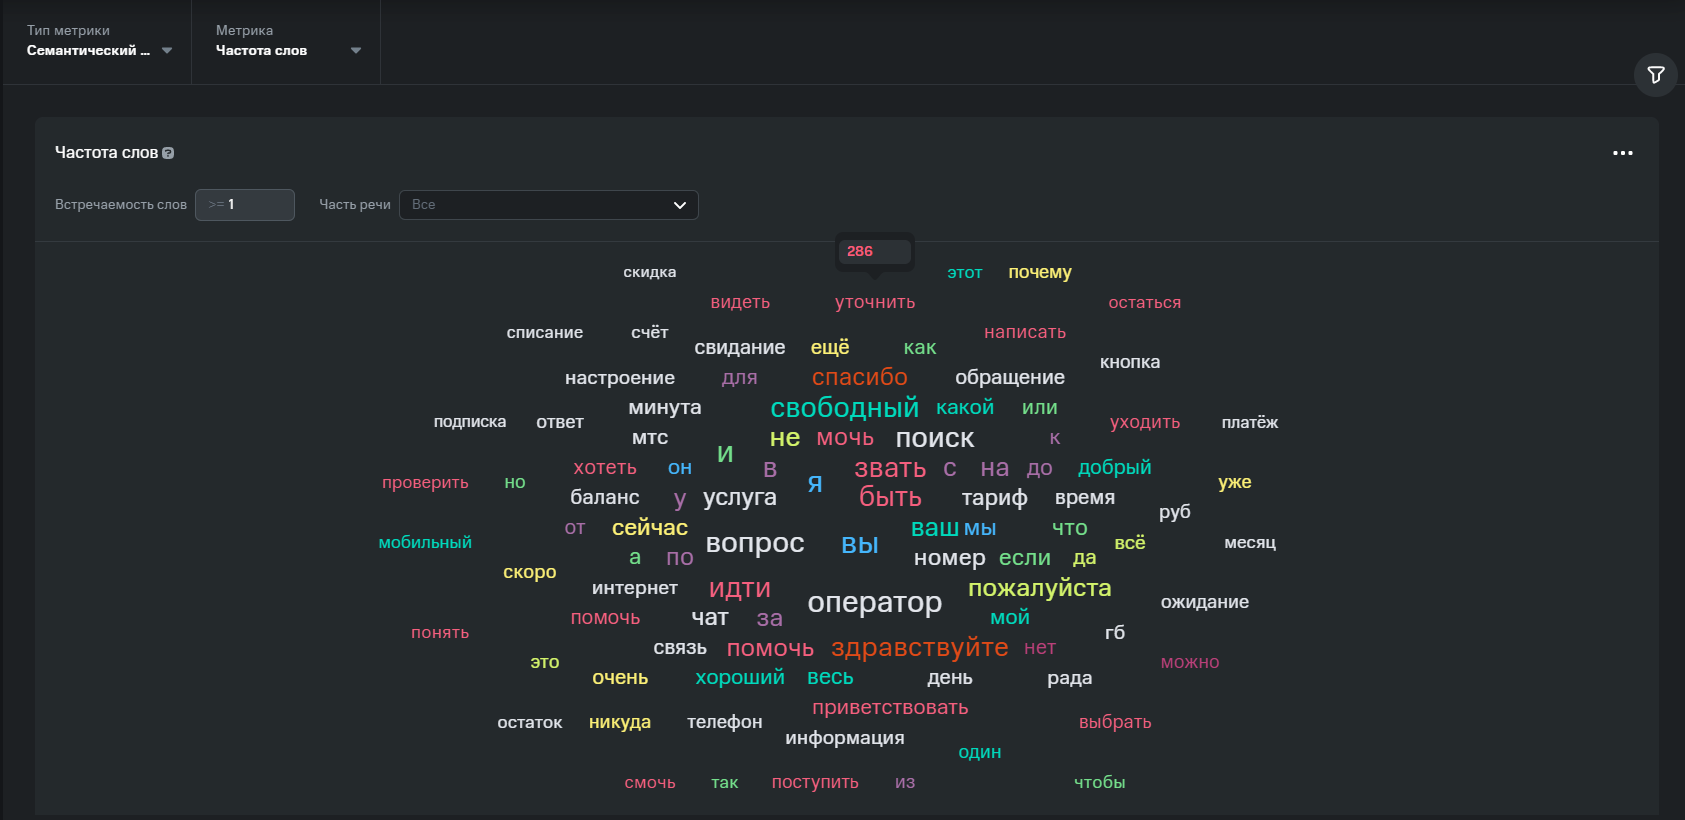 Тип метрики
Семантический ...
Метрика
Частота слов
Частота слов ?
Встречаемость слов >= 1 Часть речи Все
286
скидка этот почему
видеть уточнить остаться
списание счёт написать
свидание ещё как
кнопка
настроение для спасибо обращение
минута свободный какой или
подписка ответ уходить платёж
мтс не мочь поиск к
и
хотеть он в звать с на до добрый
проверить но я уже
баланс у услуга быть тариф время
руб
от сейчас ваш мы что
мобильный вопрос вы всё месяц
а по номер если да
скоро
интернет идти пожалуйста
оператор ожидание
помочь чат за мой
понять гб
связь помочь здравствуйте нет
это можно
очень хороший весь день рада
приветствовать
остаток никуда телефон выбрать
информация
один
смочь так поступить из чтобы